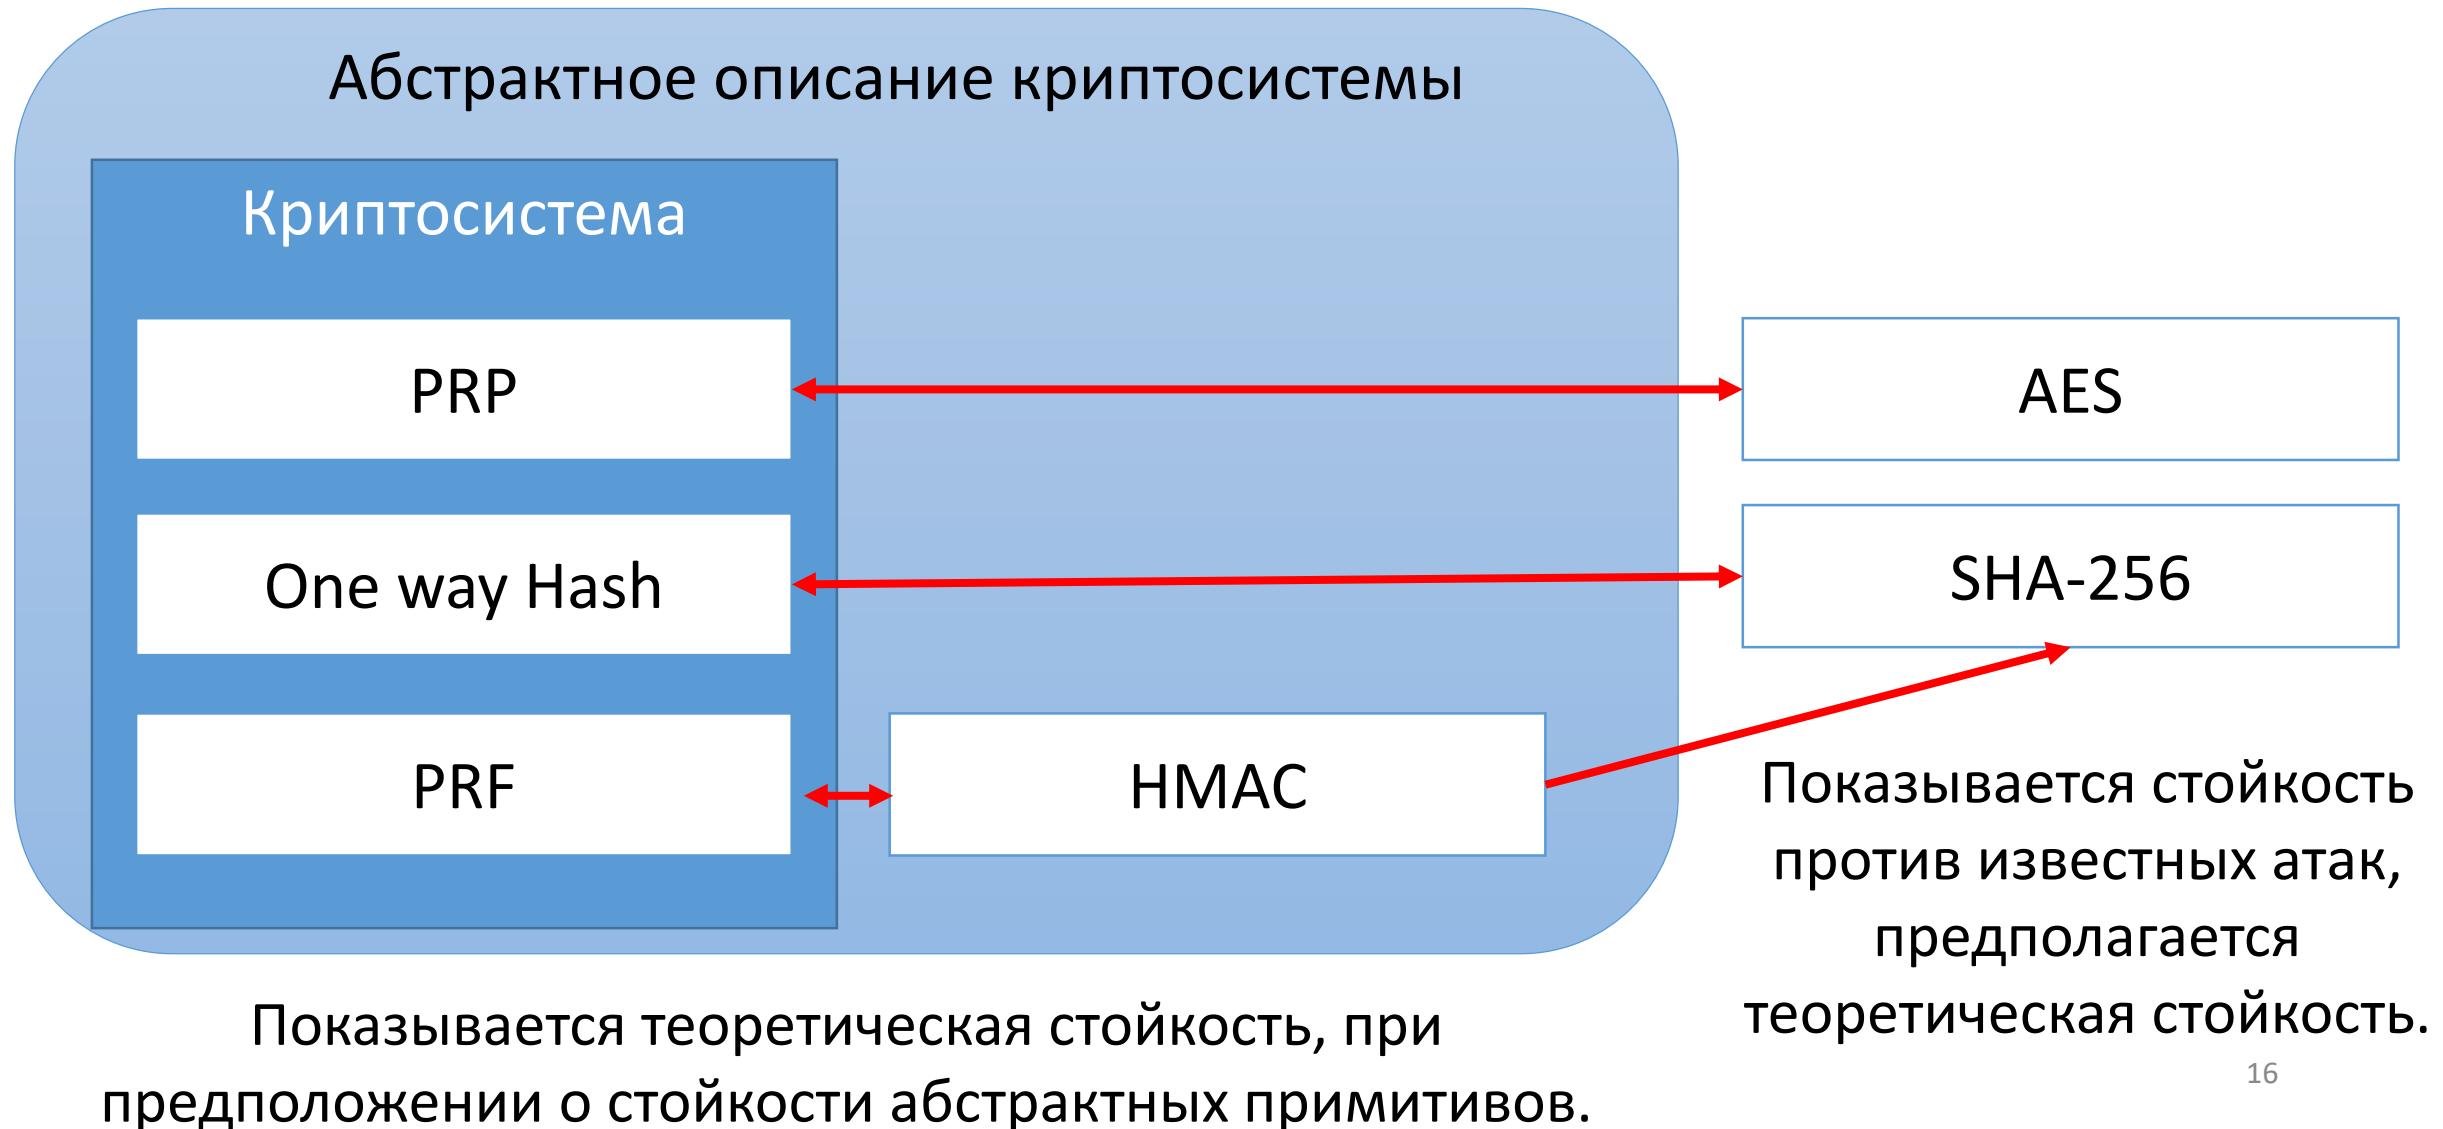 Абстрактное описание криптосистемы
Криптосистема
PRP
AES
One way Hash
SHA-256
PRF
HMAC
Показывается стойкость
против известных атак,
предполагается
теоретическая стойкость.
Показывается теоретическая стойкость, при
предположении о стойкости абстрактных примитивов.
16